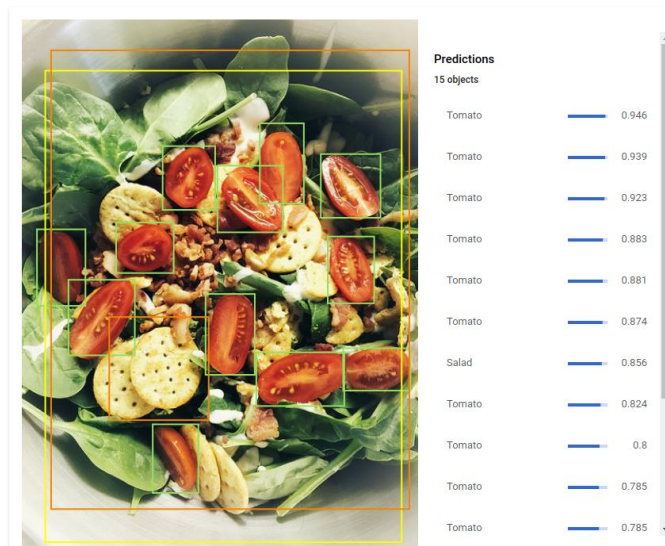 Predictions
15 objects
Tomato 0.946
Tomato 0.939
Tomato 0.923
Tomato 0.883
Tomato 0.881
Tomato 0.874
Salad 0.856
Tomato 0.824
Tomato 0.8
Tomato 0.785
Tomato 0.785